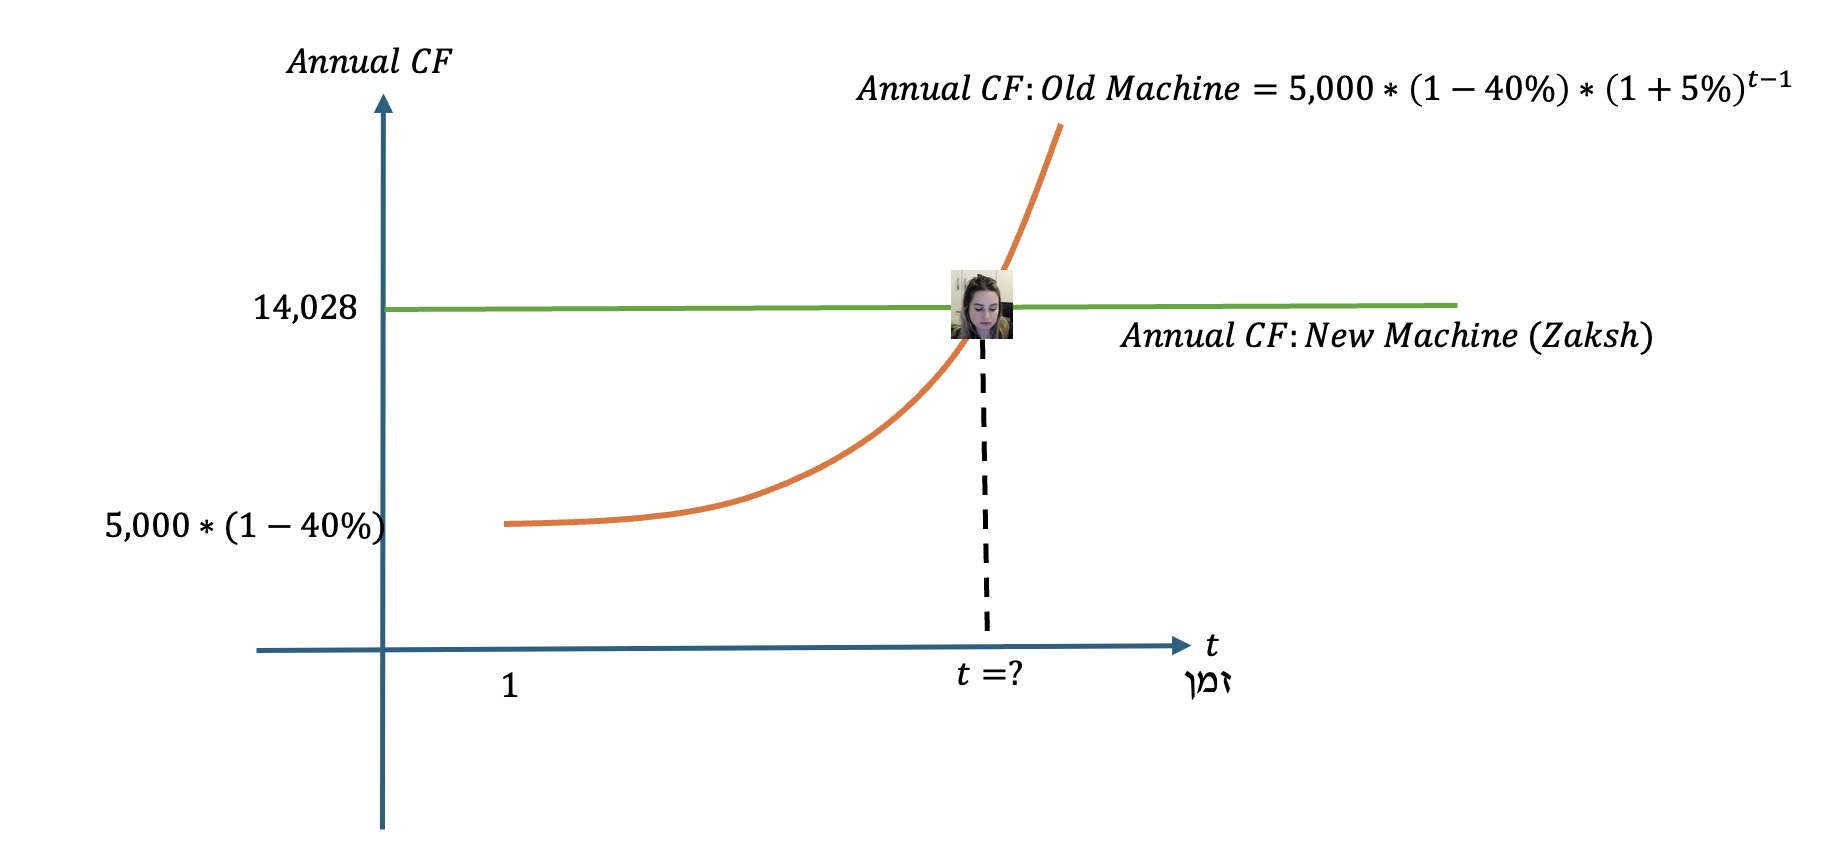 Annual CF
Annual CF: Old Machine = 5,000 ∗ (1 − 40%) ∗ (1 + 5%)^{t−1}
14,028
Annual CF: New Machine (Zaksh)
5,000 ∗ (1 − 40%)
t
1
t =?
זמן